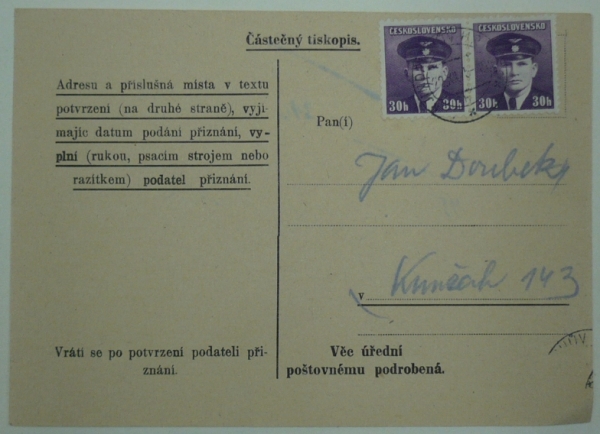 Částečný tiskopis.
ČESKOSLOVENSKO ČESKOSLOVENSKO
30h 30h 30h 30h
Adresu a příslušná místa v textu
potvrzení (na druhé straně), vyjí-
majíc datum podání přiznání, vy-
plní (rukou, psacím strojem nebo
razítkem) podatel přiznání.
Pan(í)
Jan Doubek
v Kunčák 143
Vrátí se po potvrzení podateli při-
znání.
Věc úřední
poštovnému podrobená.